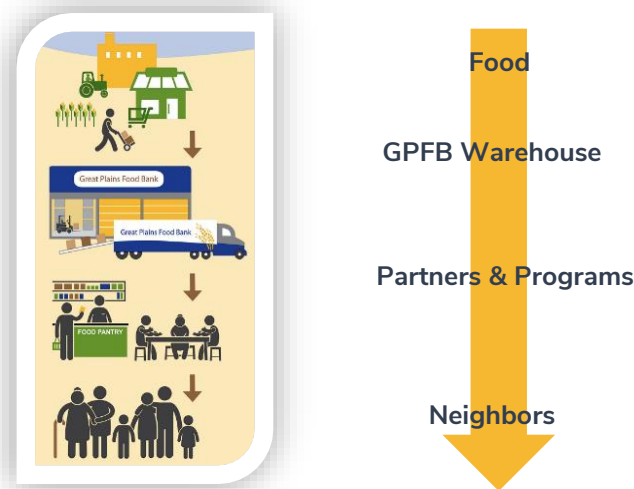 Great Plains Food Bank
Great Plains Food Bank
FOOD PANTRY
Food
GPFB Warehouse
Partners & Programs
Neighbors